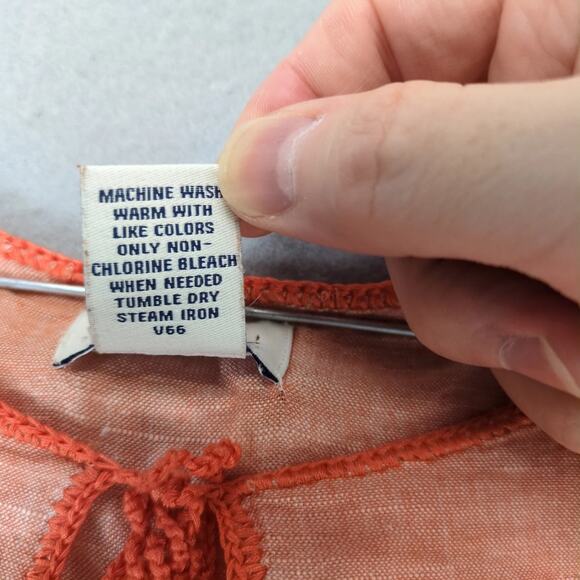 MACHINE WASH
WARM WITH
LIKE COLORS
ONLY NON-
CHLORINE BLEACH
WHEN NEEDED
TUMBLE DRY
STEAM IRON
V66